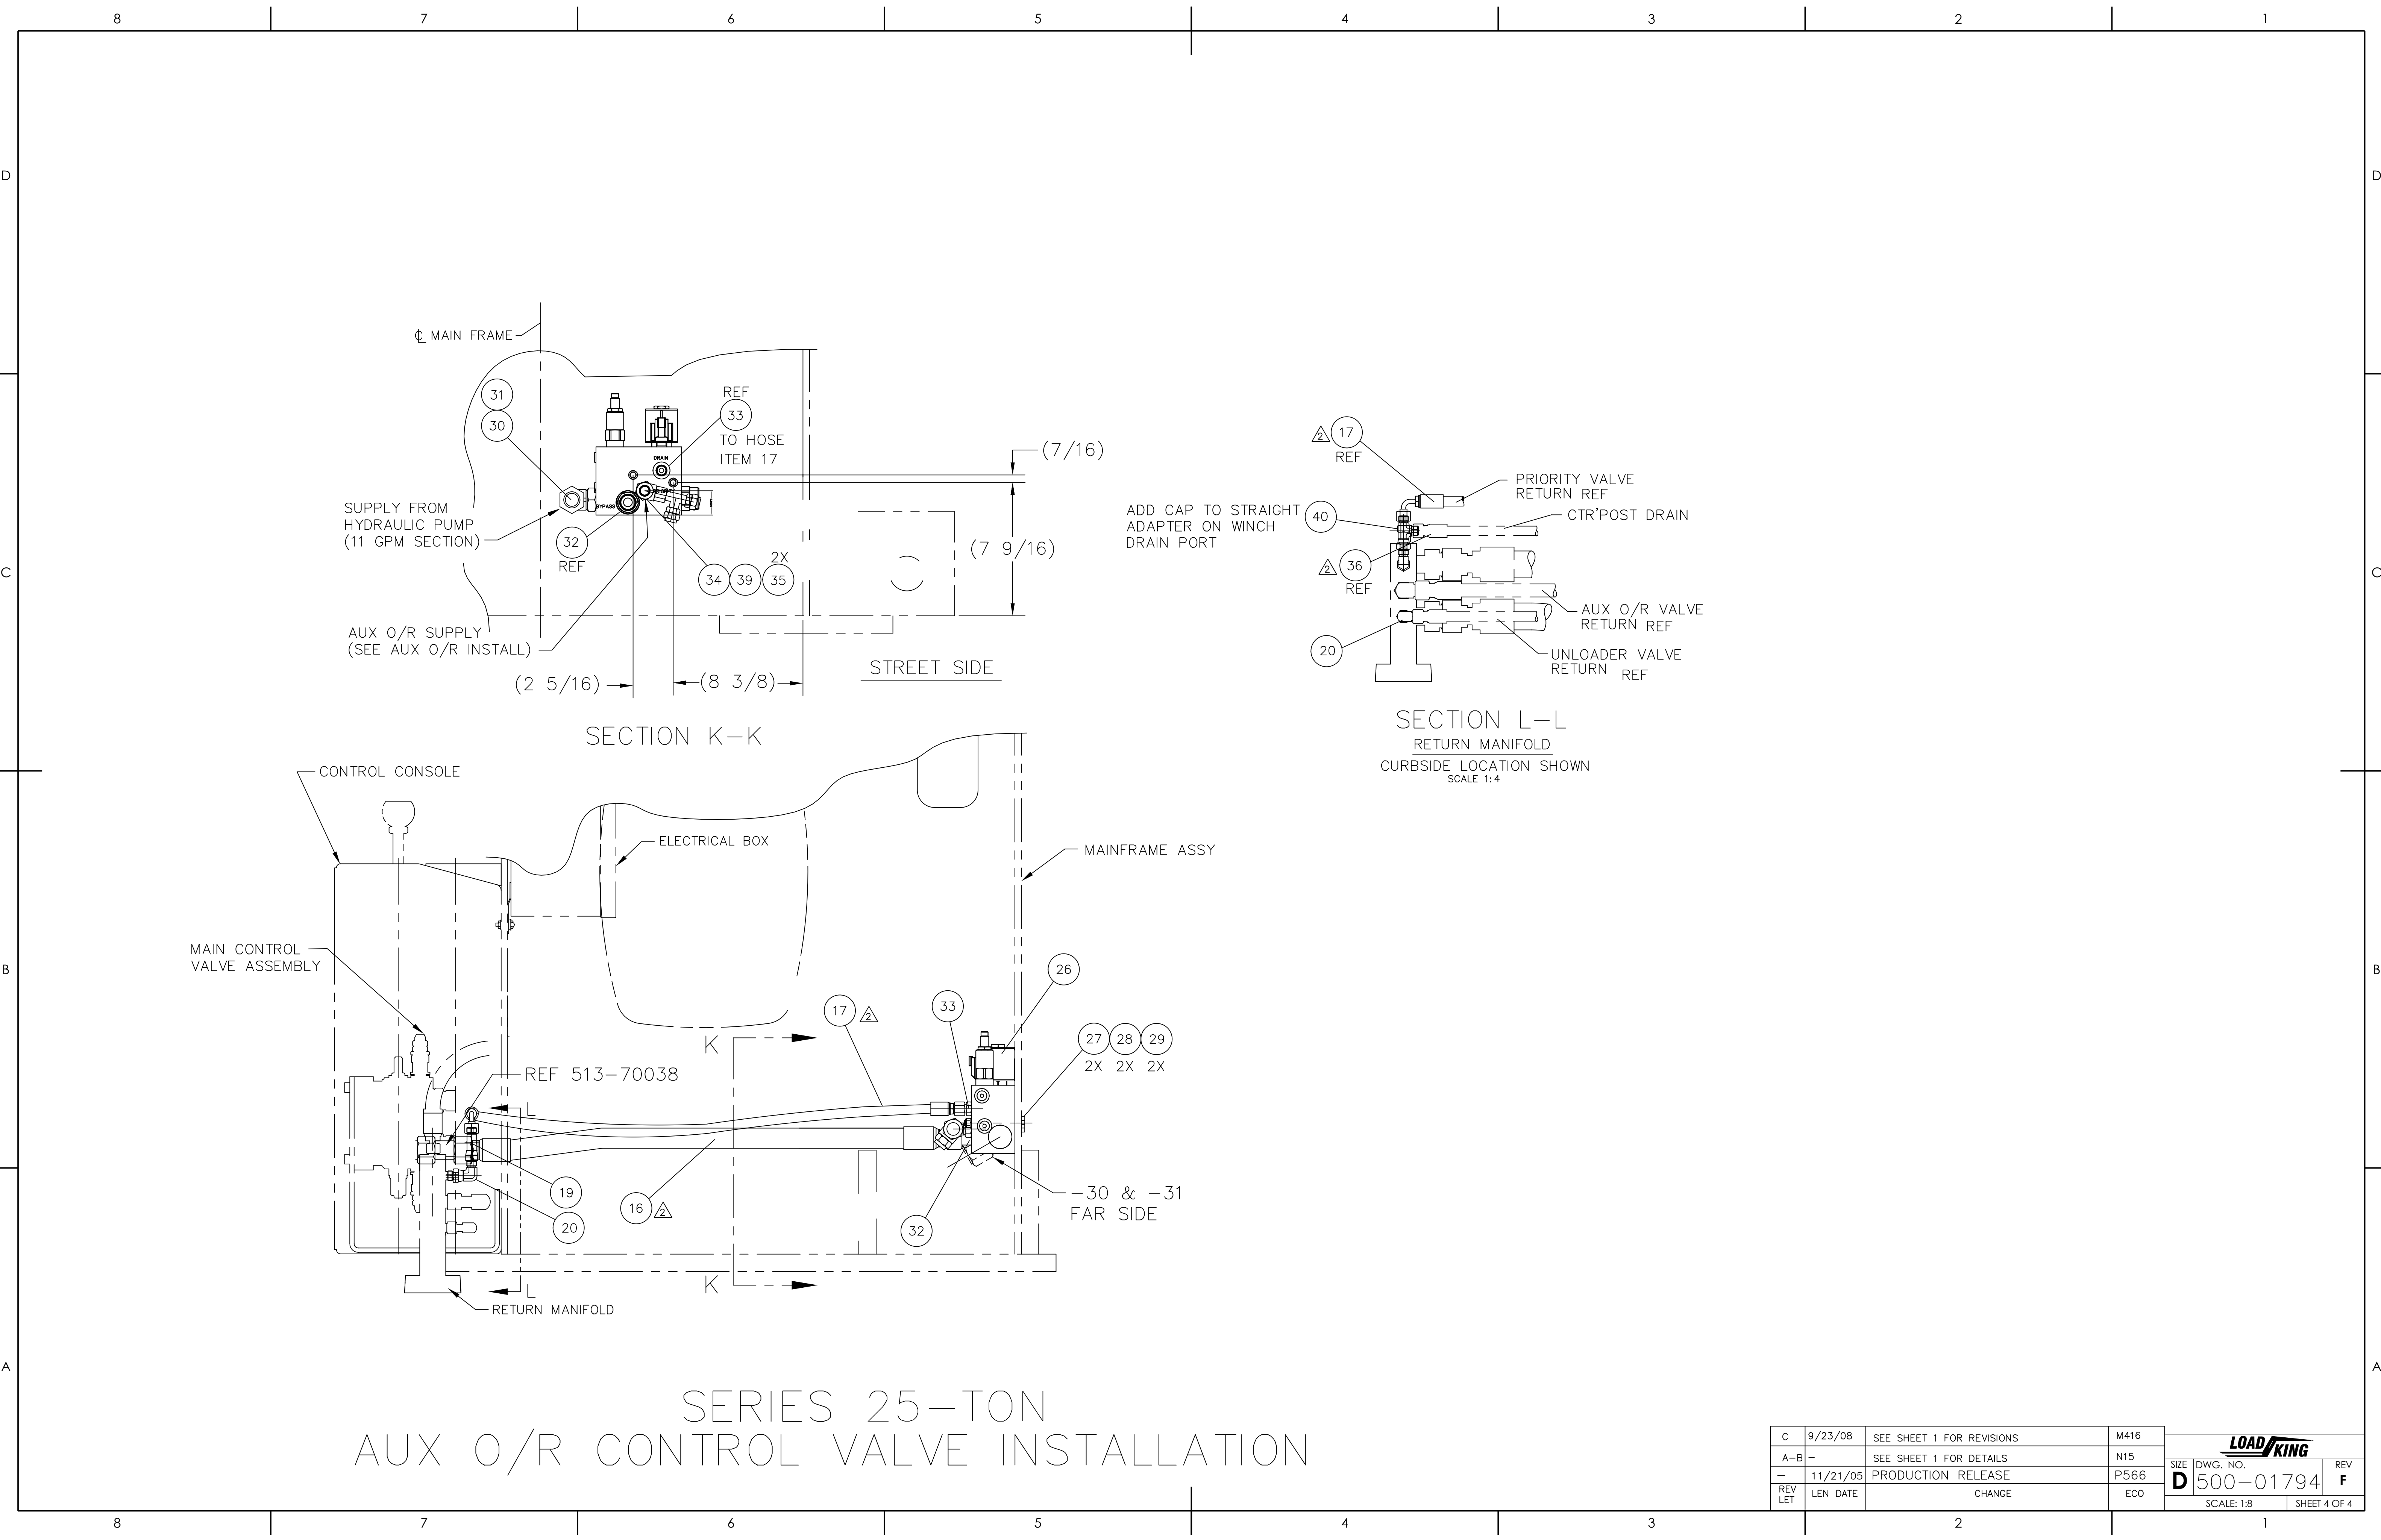 8 7 6 5 4 3 2 1
D D
℄ MAIN FRAME
31
30
REF
33
TO HOSE
ITEM 17
DRAIN
BYPASS
(7/16)
SUPPLY FROM
HYDRAULIC PUMP
(11 GPM SECTION)
32
REF
2X
34 39 35
(7 9/16)
AUX O/R SUPPLY
(SEE AUX O/R INSTALL)
(2 5/16)
(8 3/8)
STREET SIDE
SECTION K-K
2 17
REF
PRIORITY VALVE
RETURN REF
ADD CAP TO STRAIGHT
ADAPTER ON WINCH
DRAIN PORT
40
CTR'POST DRAIN
2 36
REF
C C
AUX O/R VALVE
RETURN REF
20
UNLOADER VALVE
RETURN REF
SECTION L-L
RETURN MANIFOLD
CURBSIDE LOCATION SHOWN
SCALE 1:4
CONTROL CONSOLE
ELECTRICAL BOX
MAINFRAME ASSY
MAIN CONTROL
VALVE ASSEMBLY
B B
26
17 2
33
27 28 29
2X 2X 2X
K
REF 513-70038
L
19
20
16 2
32
-30 & -31
FAR SIDE
K
L
RETURN MANIFOLD
A A
SERIES 25-TON
AUX O/R CONTROL VALVE INSTALLATION
C 9/23/08 SEE SHEET 1 FOR REVISIONS M416
A-B - SEE SHEET 1 FOR DETAILS N15
- 11/21/05 PRODUCTION RELEASE P566
REV LET LEN DATE CHANGE ECO
LOAD KING
SIZE DWG. NO. REV
D 500-01794 F
SCALE: 1:8 SHEET 4 OF 4
8 7 6 5 4 3 2 1